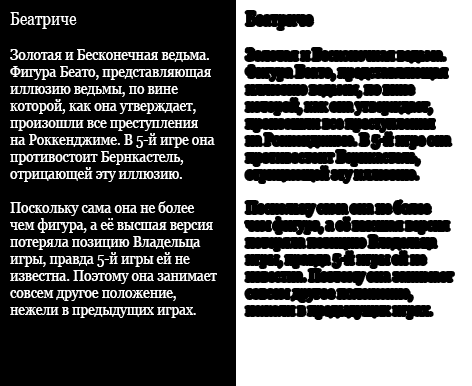 Беатриче
Золотая и Бесконечная ведьма.
Фигура Беато, представляющая
иллюзию ведьмы, по вине
которой, как она утверждает,
произошли все преступления
на Роккенджиме. В 5-й игре она
противостоит Бернкастель,
отрицающей эту иллюзию.
Поскольку сама она не более
чем фигура, а её высшая версия
потеряла позицию Владельца
игры, правда 5-й игры ей не
известна. Поэтому она занимает
совсем другое положение,
нежели в предыдущих играх.
Беатриче
Золотая и Бесконечная ведьма.
Фигура Беато, представляющая
иллюзию ведьмы, по вине
которой, как она утверждает,
произошли все преступления
на Роккенджиме. В 5-й игре она
противостоит Бернкастель,
отрицающей эту иллюзию.
Поскольку сама она не более
чем фигура, а её высшая версия
потеряла позицию Владельца
игры, правда 5-й игры ей не
известна. Поэтому она занимает
совсем другое положение,
нежели в предыдущих играх.